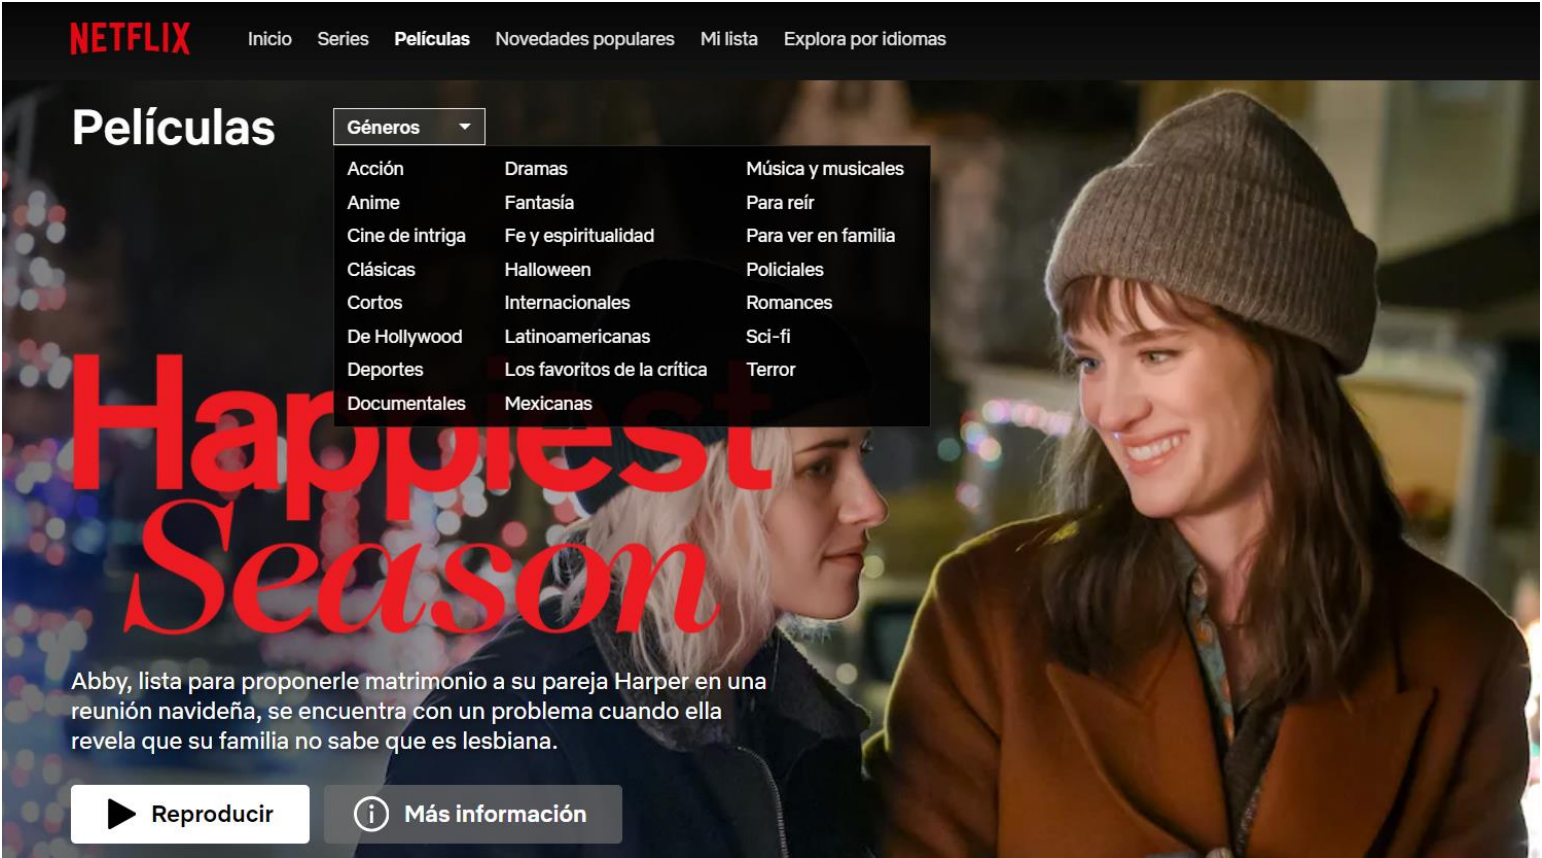 NETFLIX
Inicio Series Películas Novedades populares Mi lista Explora por idiomas
Películas
Géneros
Acción Dramas Música y musicales
Anime Fantasía Para reír
Cine de intriga Fe y espiritualidad Para ver en familia
Clásicas Halloween Policiales
Cortos Internacionales Romances
De Hollywood Latinoamericanas Sci-fi
Deportes Los favoritos de la crítica Terror
Documentales Mexicanas
Happiest
Season
Abby, lista para proponerle matrimonio a su pareja Harper en una
reunión navideña, se encuentra con un problema cuando ella
revela que su familia no sabe que es lesbiana.
Reproducir Más información